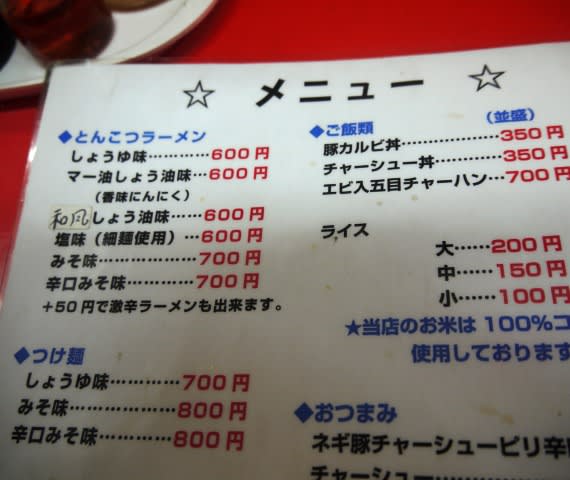 ☆ メニュー ☆
◆とんこつラーメン
しょうゆ味…………600円
マー油しょう油味…600円
（香味にんにく）
和風しょう油味……600円
塩味（細麺使用）…600円
みそ味……………700円
辛口みそ味………700円
＋50円で激辛ラーメンも出来ます。
◆つけ麺
しょうゆ味……………700円
みそ味…………………800円
辛口みそ味……………800円
（並盛）
◆ご飯類
豚カルビ丼………………350円
チャーシュー丼…………350円
エビ入五目チャーハン…700円
ライス
大……200円
中……150円
小……100円
★当店のお米は 100％コ
使用しております
◆おつまみ
ネギ豚チャーシューピリ辛
チャーシュー